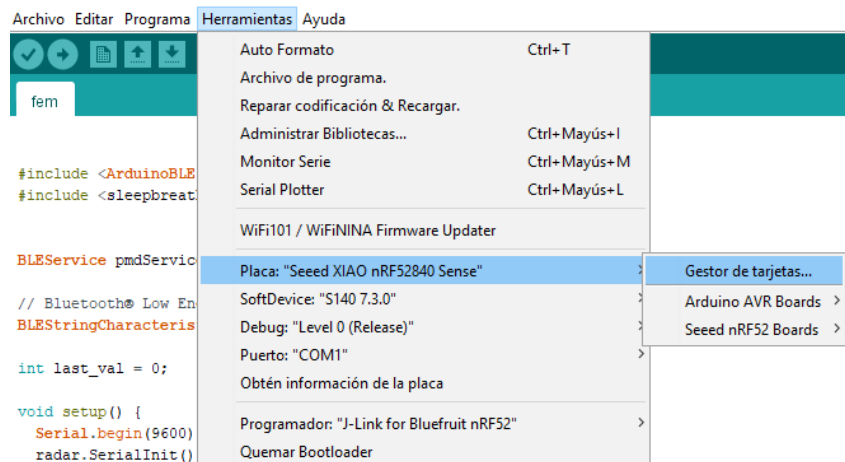 Archivo Editar Programa Herramientas Ayuda
Auto Formato Ctrl+T
Archivo de programa.
fem
Reparar codificación & Recargar.
Administrar Bibliotecas... Ctrl+Mayús+I
Monitor Serie Ctrl+Mayús+M
Serial Plotter Ctrl+Mayús+L
WiFi101 / WiFiNINA Firmware Updater
Placa: "Seeed XIAO nRF52840 Sense"
SoftDevice: "S140 7.3.0"
Debug: "Level 0 (Release)"
Puerto: "COM1"
Obtén información de la placa
Programador: "J-Link for Bluefruit nRF52"
Quemar Bootloader
Gestor de tarjetas...
Arduino AVR Boards
Seeed nRF52 Boards
#include <ArduinoBLE
#include <sleepbreat
BLEService pmdServic
// Bluetooth® Low En
BLEStringCharacteris
int last_val = 0;
void setup() {
Serial.begin(9600)
radar.SerialInit()